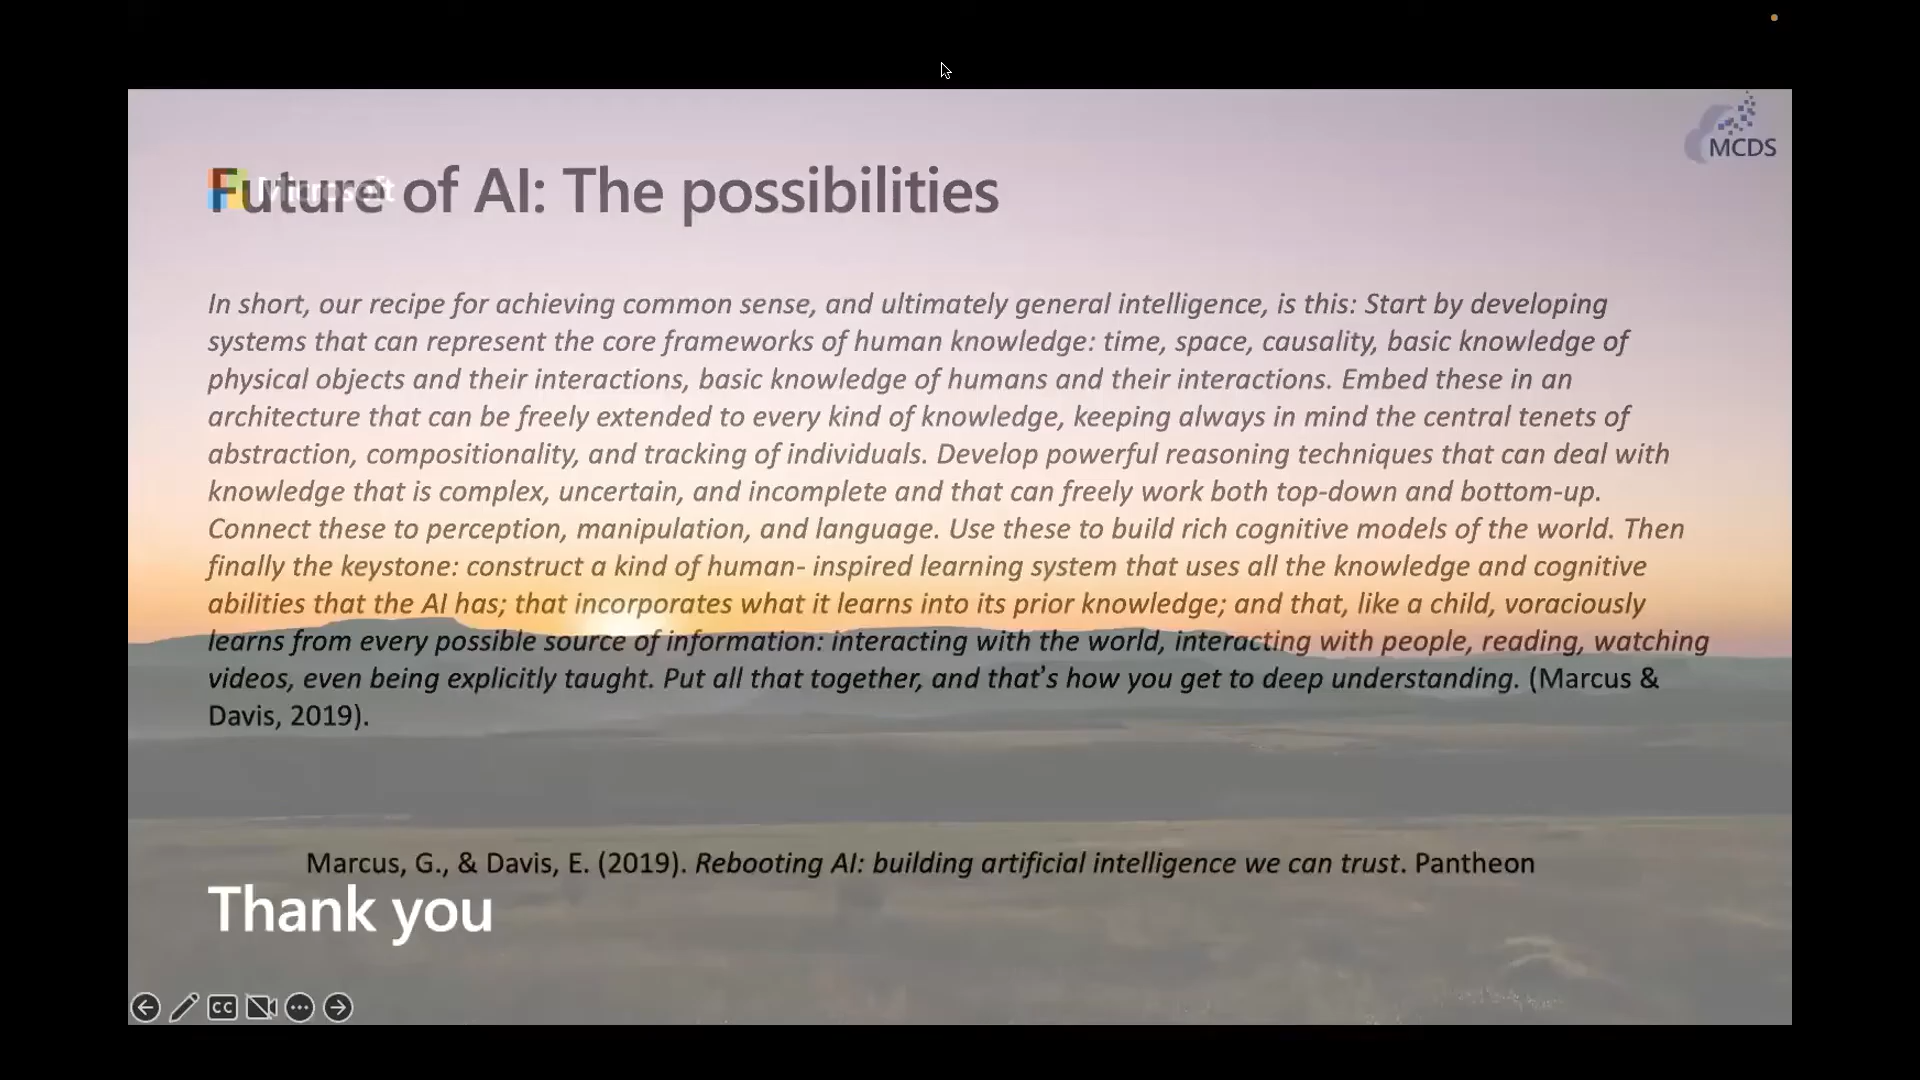 MCDS
Microsoft
Future of AI: The possibilities
In short, our recipe for achieving common sense, and ultimately general intelligence, is this: Start by developing
systems that can represent the core frameworks of human knowledge: time, space, causality, basic knowledge of
physical objects and their interactions, basic knowledge of humans and their interactions. Embed these in an
architecture that can be freely extended to every kind of knowledge, keeping always in mind the central tenets of
abstraction, compositionality, and tracking of individuals. Develop powerful reasoning techniques that can deal with
knowledge that is complex, uncertain, and incomplete and that can freely work both top-down and bottom-up.
Connect these to perception, manipulation, and language. Use these to build rich cognitive models of the world. Then
finally the keystone: construct a kind of human- inspired learning system that uses all the knowledge and cognitive
abilities that the AI has; that incorporates what it learns into its prior knowledge; and that, like a child, voraciously
learns from every possible source of information: interacting with the world, interacting with people, reading, watching
videos, even being explicitly taught. Put all that together, and that's how you get to deep understanding. (Marcus &
Davis, 2019).
Marcus, G., & Davis, E. (2019). Rebooting AI: building artificial intelligence we can trust. Pantheon
Thank you
CC